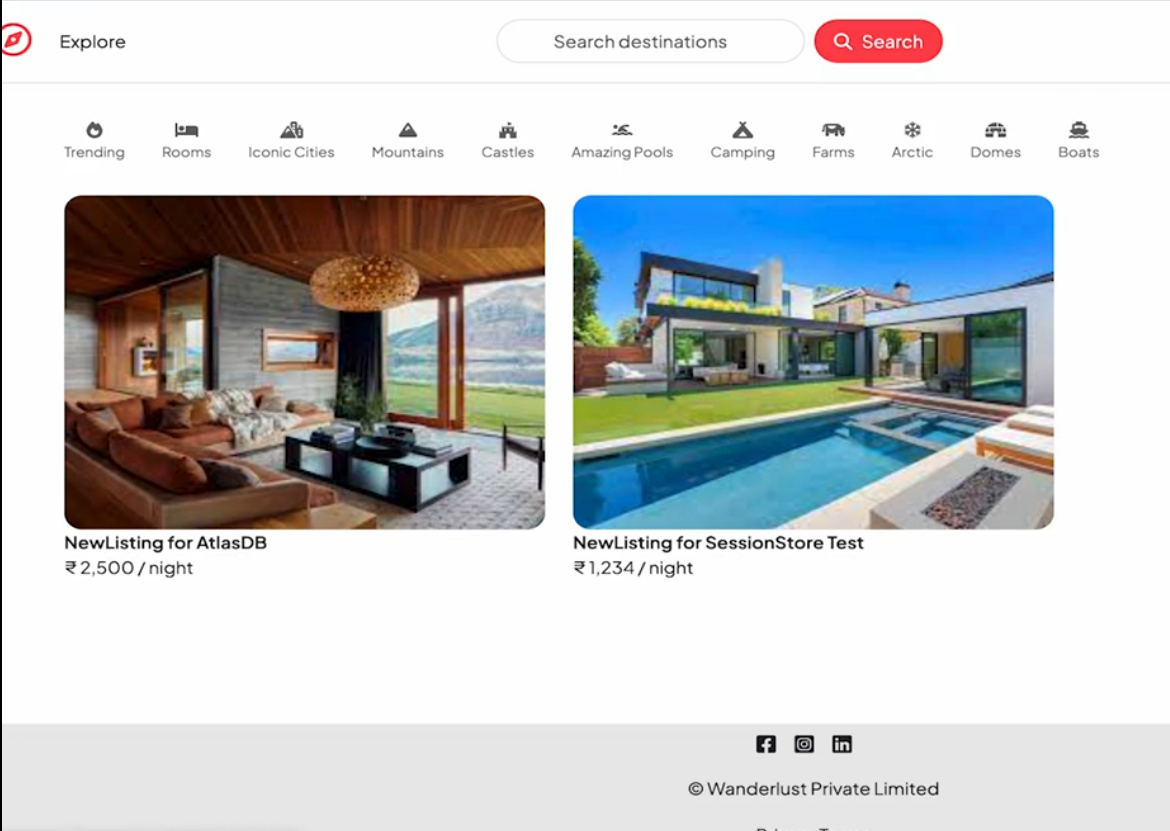 Explore
Search destinations
Search
Trending
Rooms
Iconic Cities
Mountains
Castles
Amazing Pools
Camping
Farms
Arctic
Domes
Boats
NewListing for AtlasDB
₹ 2,500 / night
NewListing for SessionStore Test
₹ 1,234 / night
© Wanderlust Private Limited